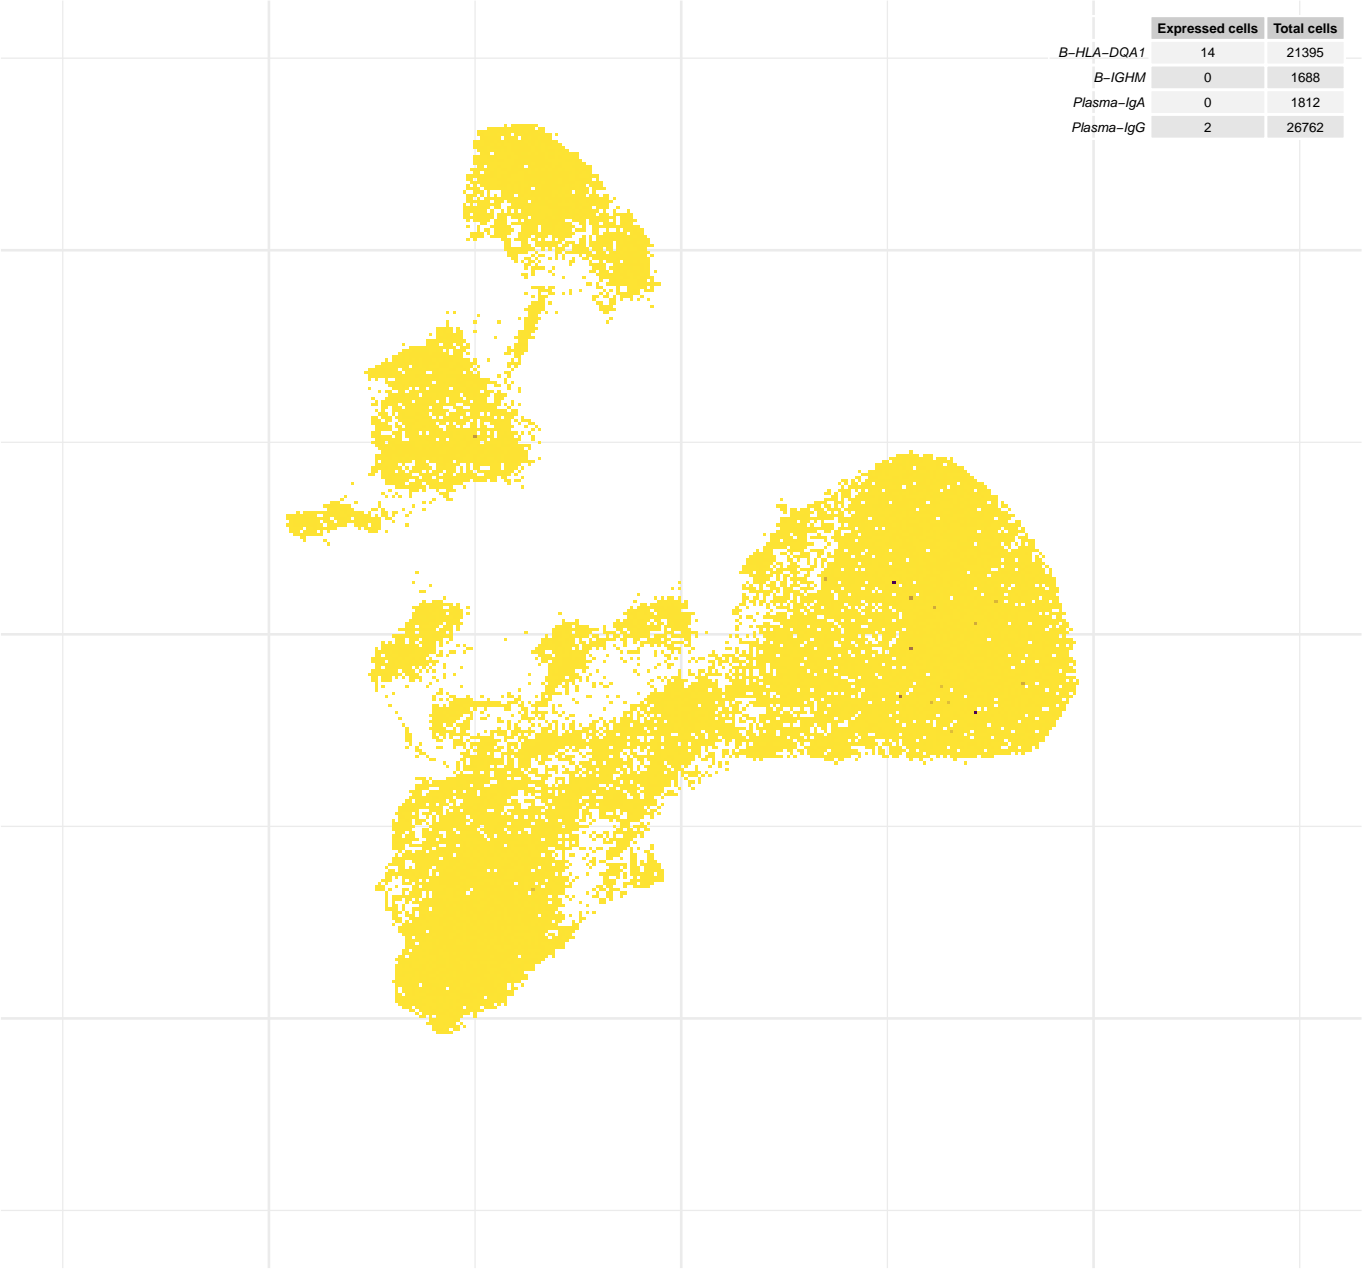 Expressed cells Total cells
B−HLA−DQA1 14 21395
B−IGHM 0 1688
Plasma−IgA 0 1812
Plasma−IgG 2 26762